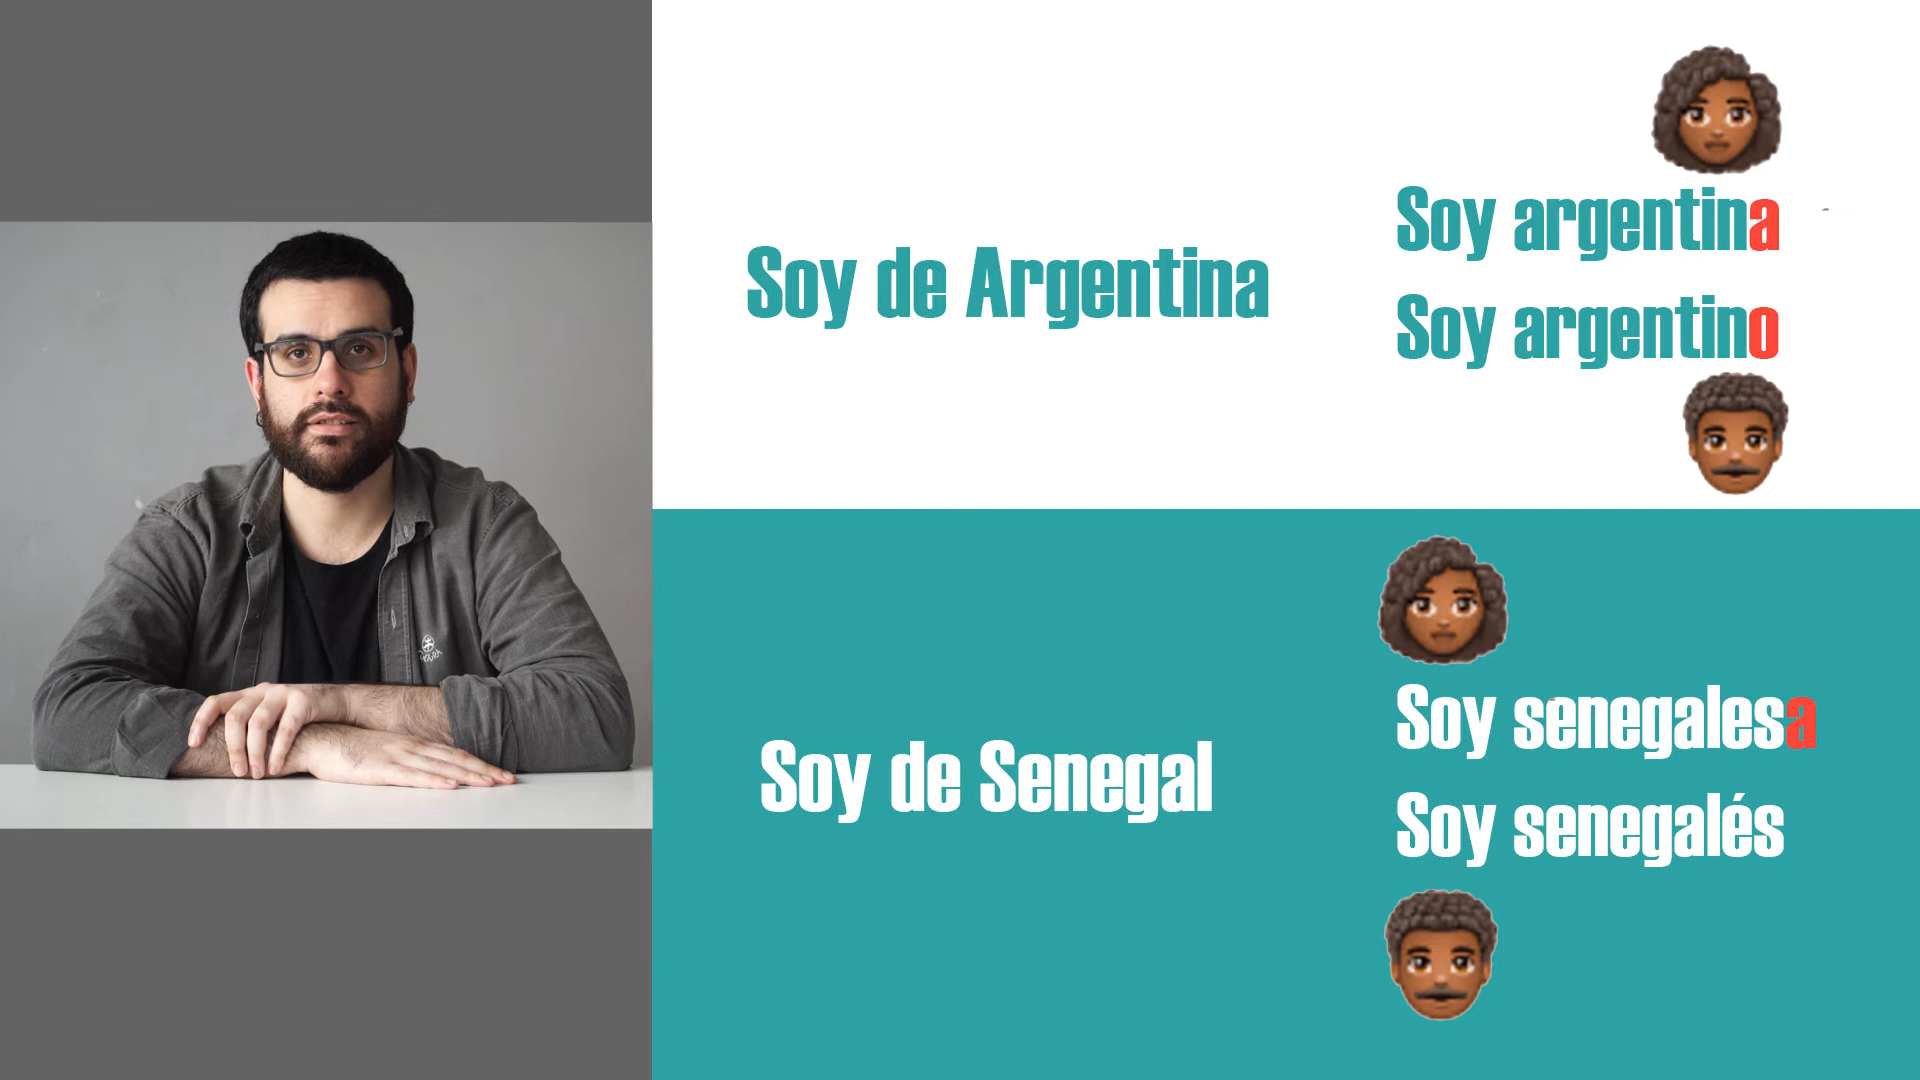 Soy de Argentina
Soy argentina
Soy argentino
Soy de Senegal
Soy senegalesa
Soy senegalés